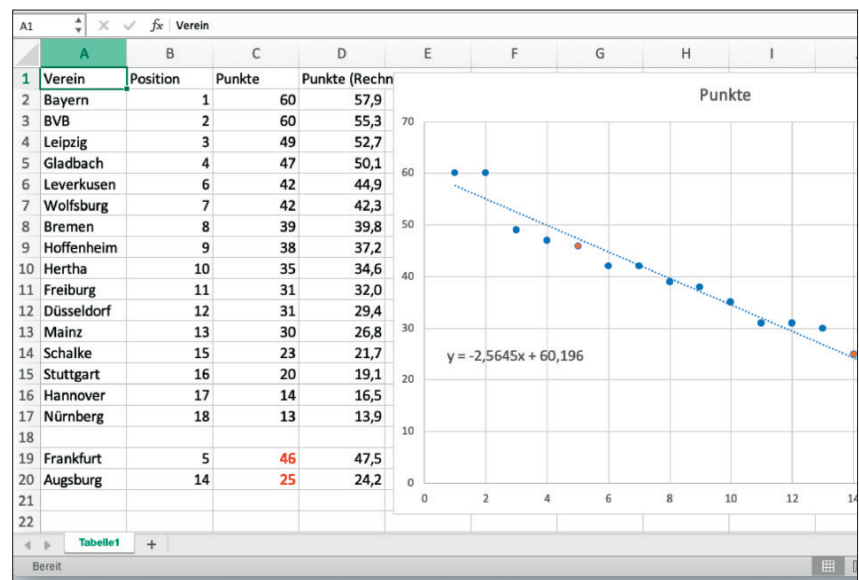 A1 fx Verein
A B C D E F G H I
1 Verein Position Punkte Punkte (Rechn
2 Bayern 1 60 57,9
3 BVB 2 60 55,3
4 Leipzig 3 49 52,7
5 Gladbach 4 47 50,1
6 Leverkusen 6 42 44,9
7 Wolfsburg 7 42 42,3
8 Bremen 8 39 39,8
9 Hoffenheim 9 38 37,2
10 Hertha 10 35 34,6
11 Freiburg 11 31 32,0
12 Düsseldorf 12 31 29,4
13 Mainz 13 30 26,8
14 Schalke 15 23 21,7
15 Stuttgart 16 20 19,1
16 Hannover 17 14 16,5
17 Nürnberg 18 13 13,9
18
19 Frankfurt 5 46 47,5
20 Augsburg 14 25 24,2
21
22
Punkte
70
60
50
40
30
y = -2,5645x + 60,196
20
10
0
0 2 4 6 8 10 12 14
Tabelle1 +
Bereit